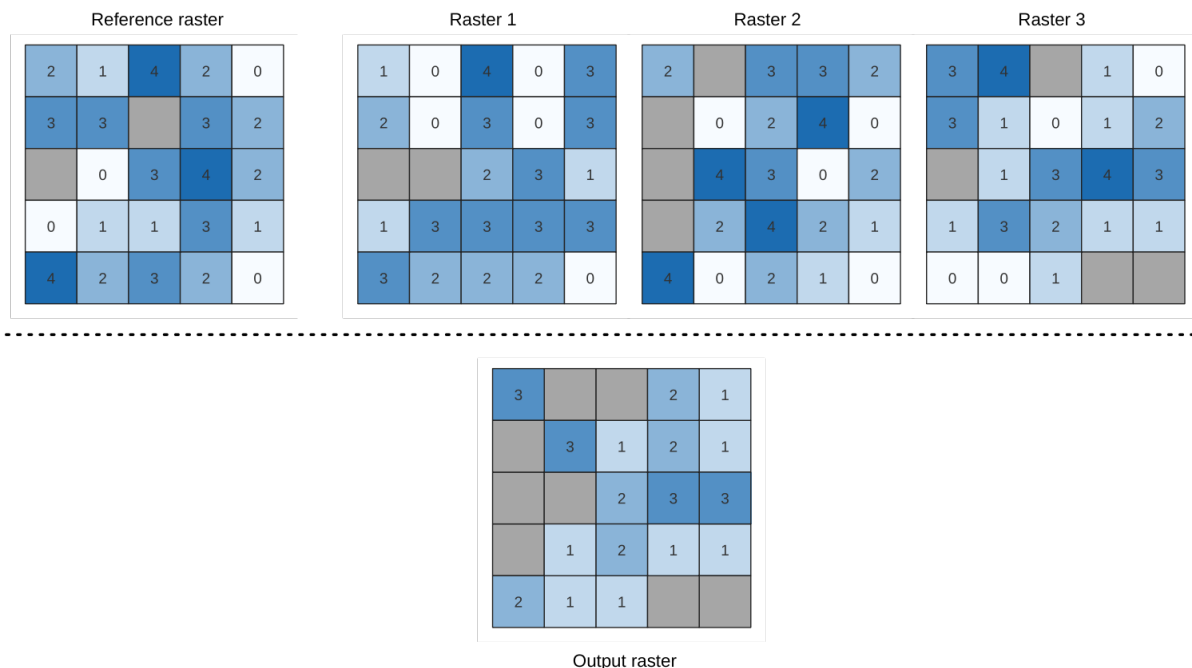 Reference raster Raster 1 Raster 2 Raster 3
2 1 4 2 0 1 0 4 0 3 2 3 3 2 3 4 1 0
3 3 3 2 2 0 3 0 3 0 2 4 0 3 1 0 1 2
0 3 4 2 2 3 1 4 3 0 2 1 3 4 3
0 1 1 3 1 1 3 3 3 3 2 4 2 1 1 3 2 1 1
4 2 3 2 0 3 2 2 2 0 4 0 2 1 0 0 0 1
3 2 1
3 1 2 1
2 3 3
1 2 1 1
2 1 1
Output raster